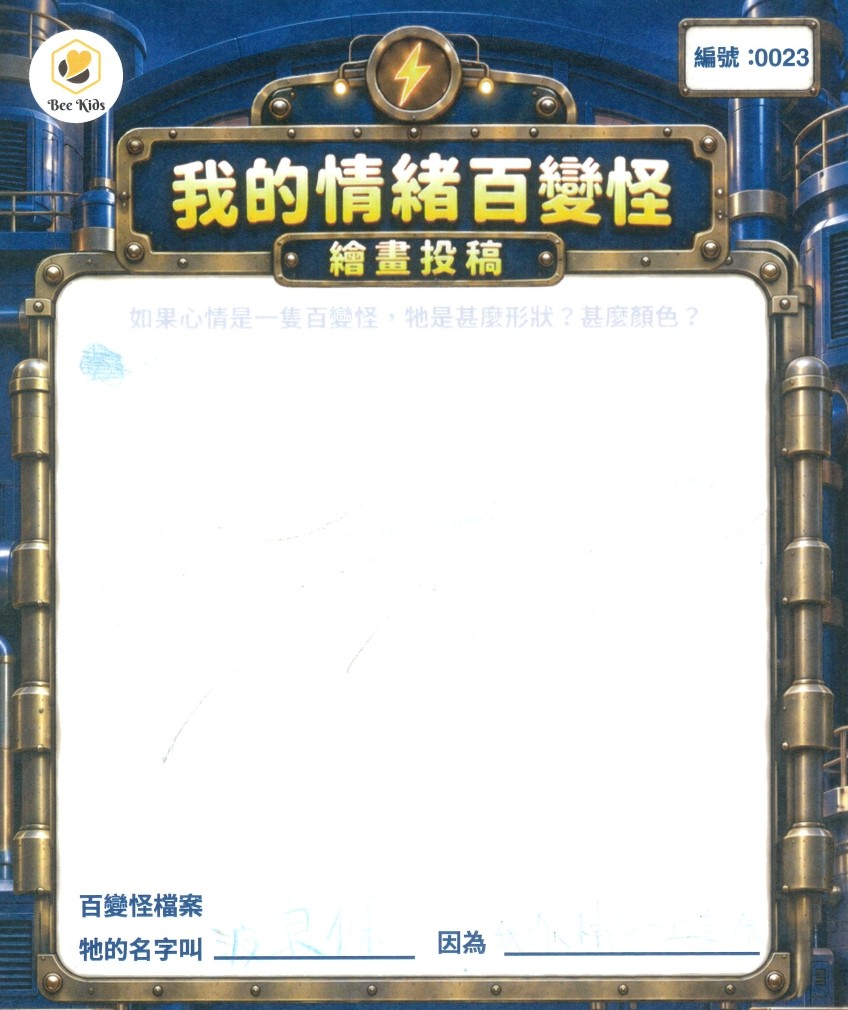 Bee Kids
編號：0023
我的情緒百變怪
繪畫投稿
如果心情是一隻百變怪，牠是甚麼形狀？甚麼顏色？
百變怪檔案
牠的名字叫
因為